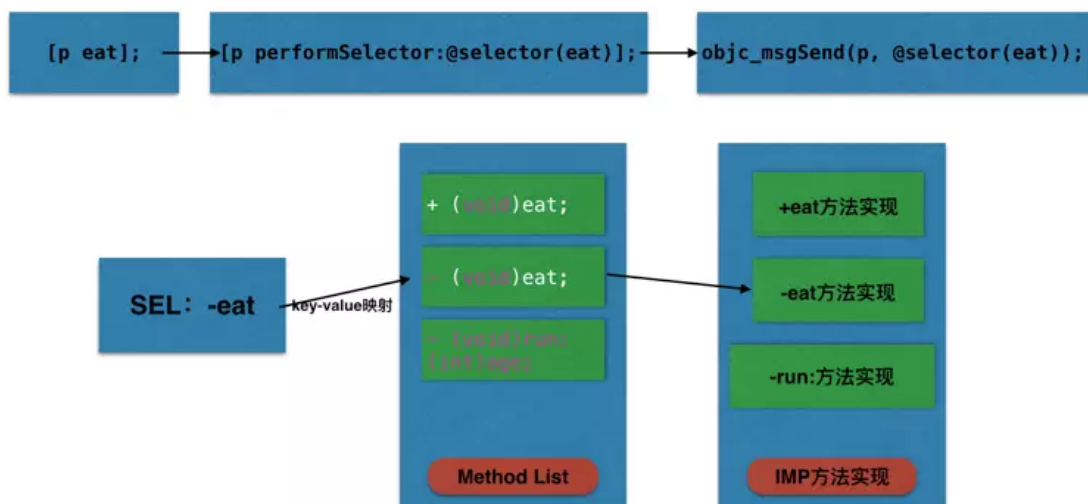 [p eat];
[p performSelector:@selector(eat)];
objc_msgSend(p, @selector(eat));
+ (void)eat;
- (void)eat;
- (void)run:
(int)age;
Method List
SEL：-eat
key-value映射
+eat方法实现
-eat方法实现
-run:方法实现
IMP方法实现